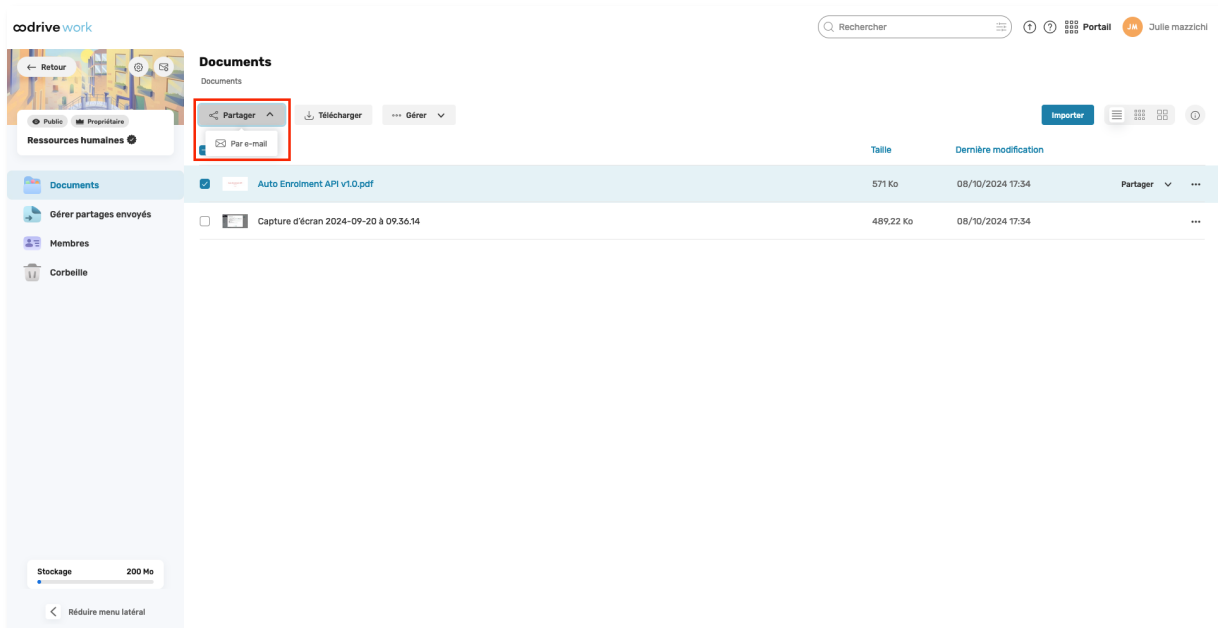 oodrive work
Rechercher
Portail
JM
Julie mazzichi
Retour
Public
Propriétaire
Ressources humaines
Documents
Gérer partages envoyés
Membres
Corbeille
Stockage 200 Mo
Réduire menu latéral
Documents
Documents
Partager
Télécharger
Gérer
Importer
Par e-mail
Taille Dernière modification
Auto Enrolment API v1.0.pdf 571 Ko 08/10/2024 17:34 Partager
Capture d'écran 2024-09-20 à 09.36.14 489,22 Ko 08/10/2024 17:34